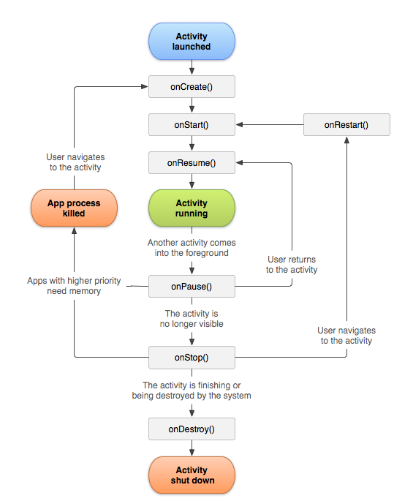 Activity
launched
onCreate()
onStart()
onRestart()
onResume()
User navigates
to the activity
App process
killed
Activity
running
Another activity comes
into the foreground
User returns
to the activity
Apps with higher priority
need memory
onPause()
The activity is
no longer visible
User navigates
to the activity
onStop()
The activity is finishing or
being destroyed by the system
onDestroy()
Activity
shut down